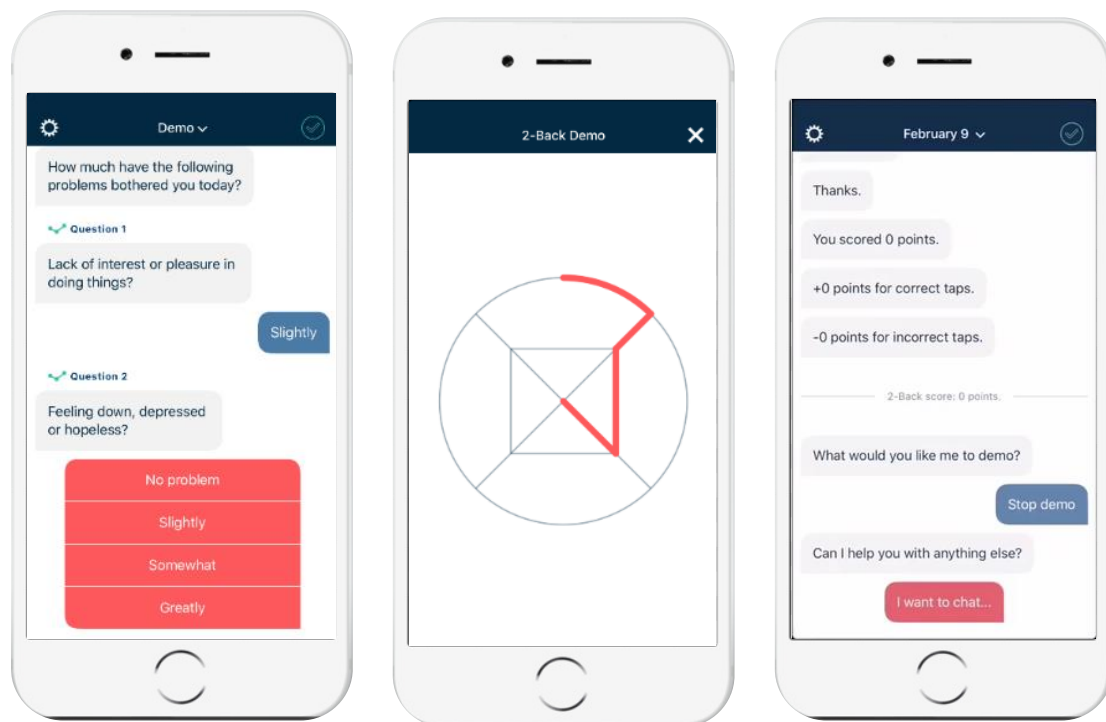 Demo
How much have the following
problems bothered you today?
Question 1
Lack of interest or pleasure in
doing things?
Slightly
Question 2
Feeling down, depressed
or hopeless?
No problem
Slightly
Somewhat
Greatly
2-Back Demo
February 9
Thanks.
You scored 0 points.
+0 points for correct taps.
-0 points for incorrect taps.
2-Back score: 0 points.
What would you like me to demo?
Stop demo
Can I help you with anything else?
I want to chat...